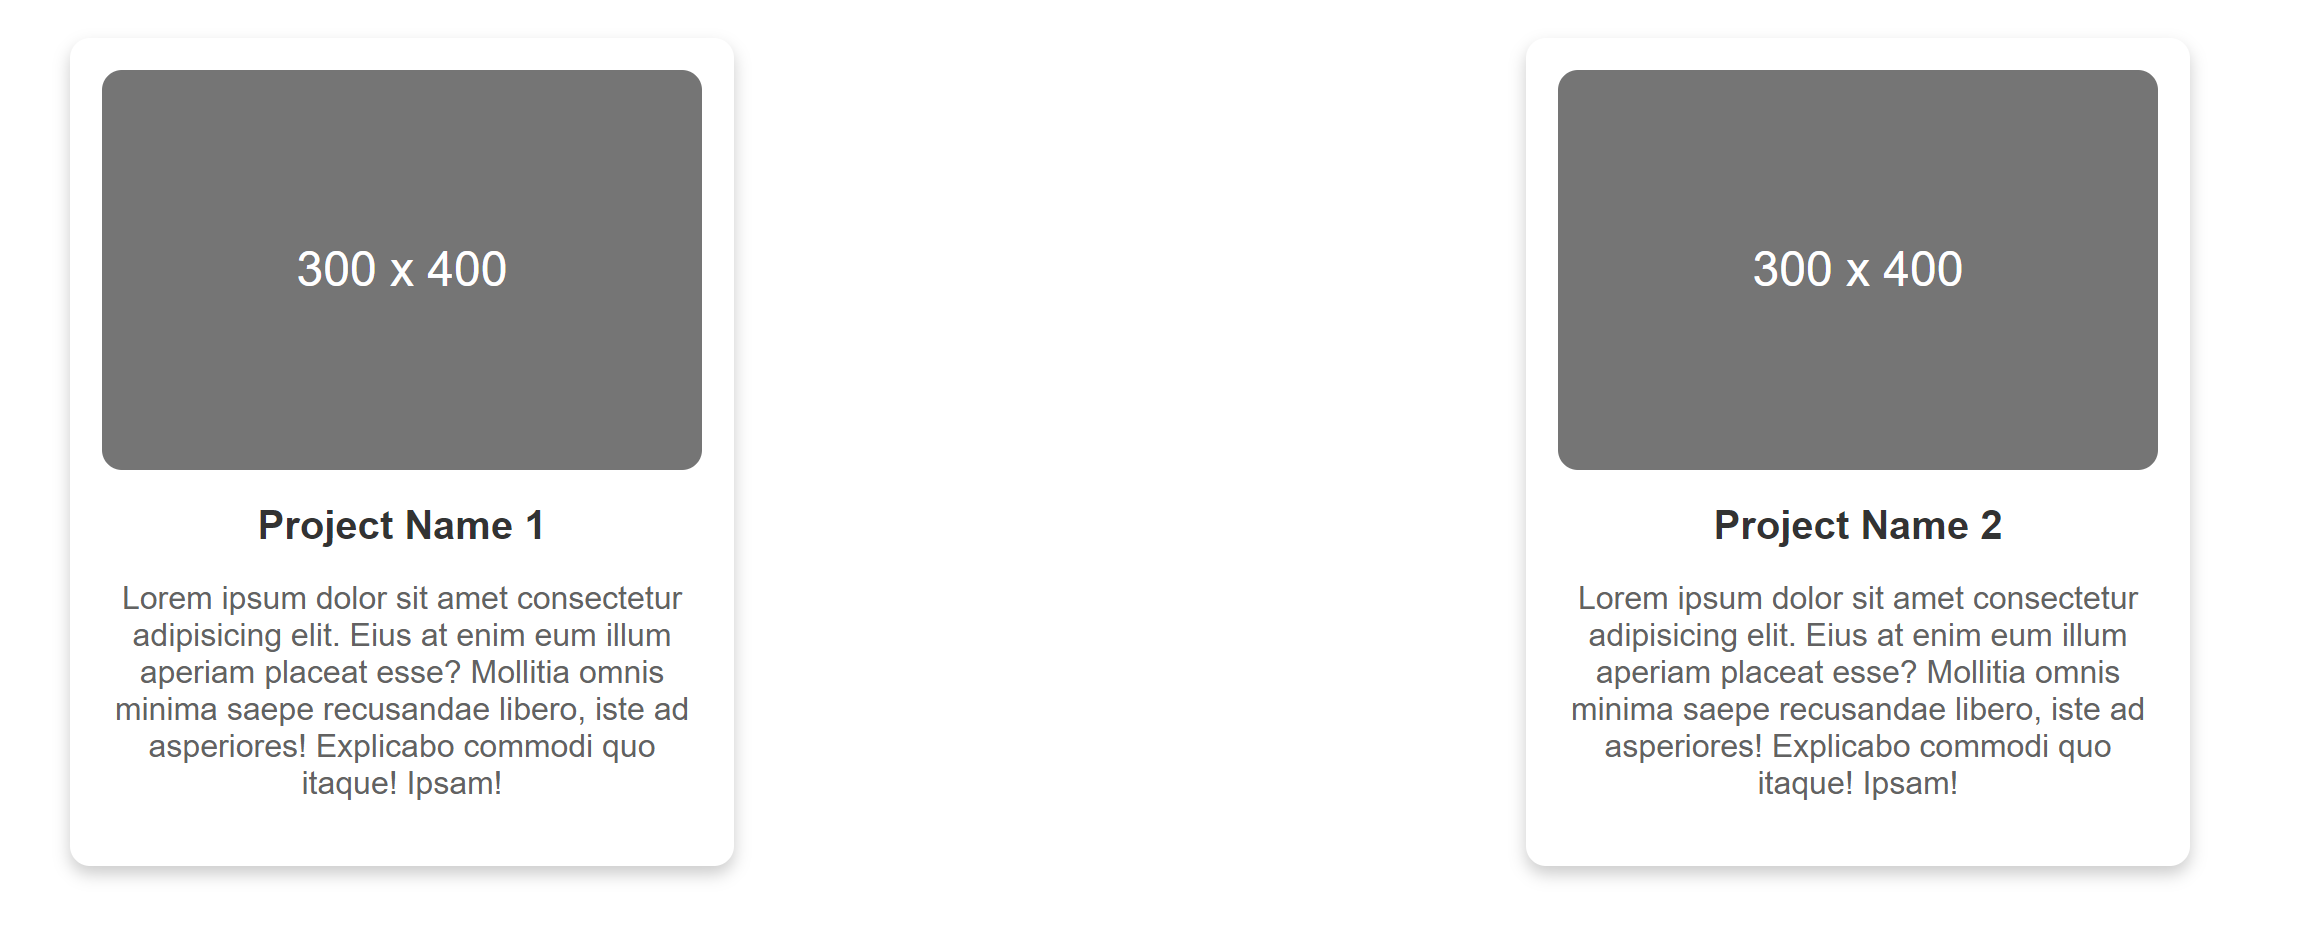 300 x 400
Project Name 1
Lorem ipsum dolor sit amet consectetur
adipisicing elit. Eius at enim eum illum
aperiam placeat esse? Mollitia omnis
minima saepe recusandae libero, iste ad
asperiores! Explicabo commodi quo
itaque! Ipsam!
300 x 400
Project Name 2
Lorem ipsum dolor sit amet consectetur
adipisicing elit. Eius at enim eum illum
aperiam placeat esse? Mollitia omnis
minima saepe recusandae libero, iste ad
asperiores! Explicabo commodi quo
itaque! Ipsam!